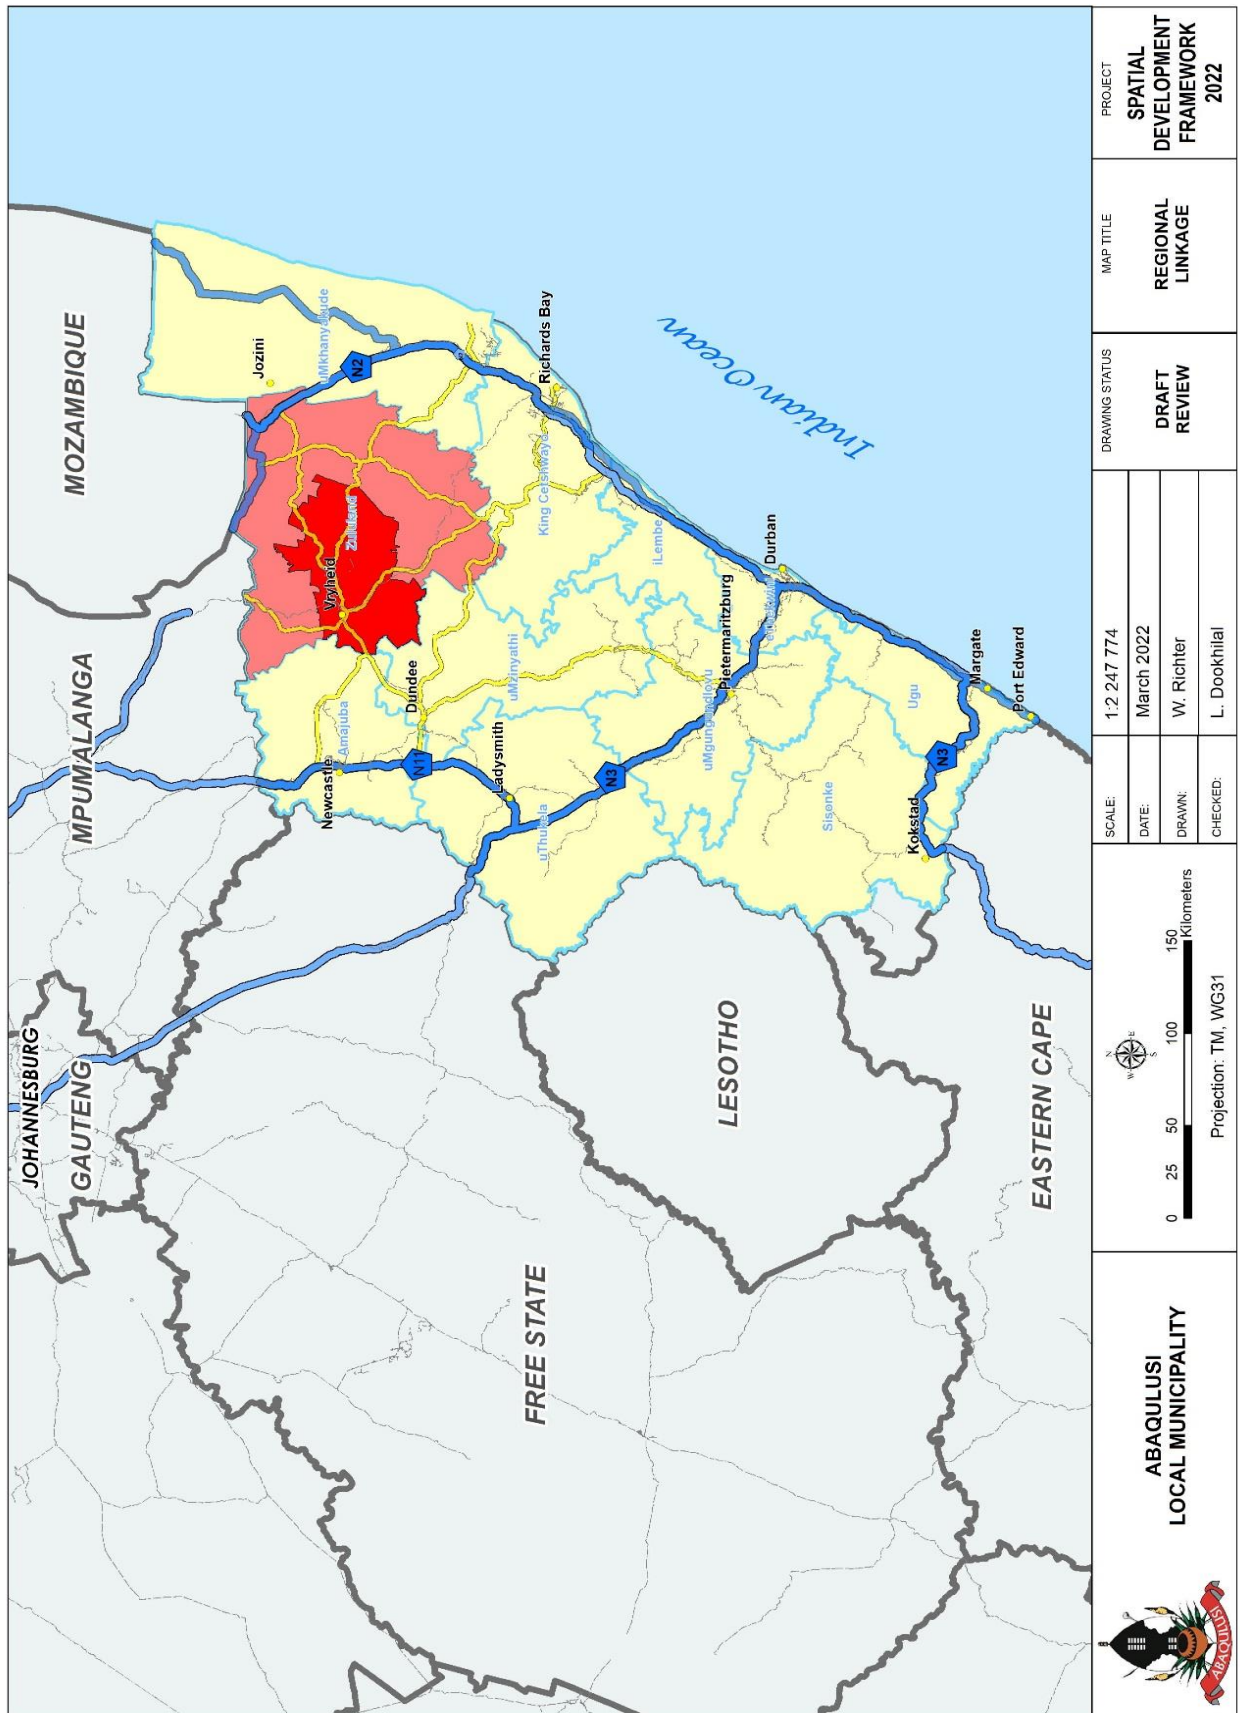 JOHANNESBURG
GAUTENG
MPUMALANGA
MOZAMBIQUE
FREE STATE
LESOTHO
EASTERN CAPE
Indian Ocean
Jozini
uMkhanyakude
N2
Zululand
Vryheid
Newcastle
Amajuba
Dundee
N11
Ladysmith
uThukela
N3
uMzinyathi
King Cetshwayo
Richards Bay
iLembe
Durban
Pietermaritzburg
uMgungundlovu
Sisonke
Ugu
N3
Kokstad
Margate
Port Edward
ABAQULUSI
ABAQULUSI
LOCAL MUNICIPALITY
N
W
E
S
0 25 50 100 150
Kilometers
Projection: TM, WG31
SCALE: 1:2 247 774
DATE: March 2022
DRAWN: W. Richter
CHECKED: L. Dookhilal
DRAWING STATUS
DRAFT
REVIEW
MAP TITLE
REGIONAL
LINKAGE
PROJECT
SPATIAL
DEVELOPMENT
FRAMEWORK
2022